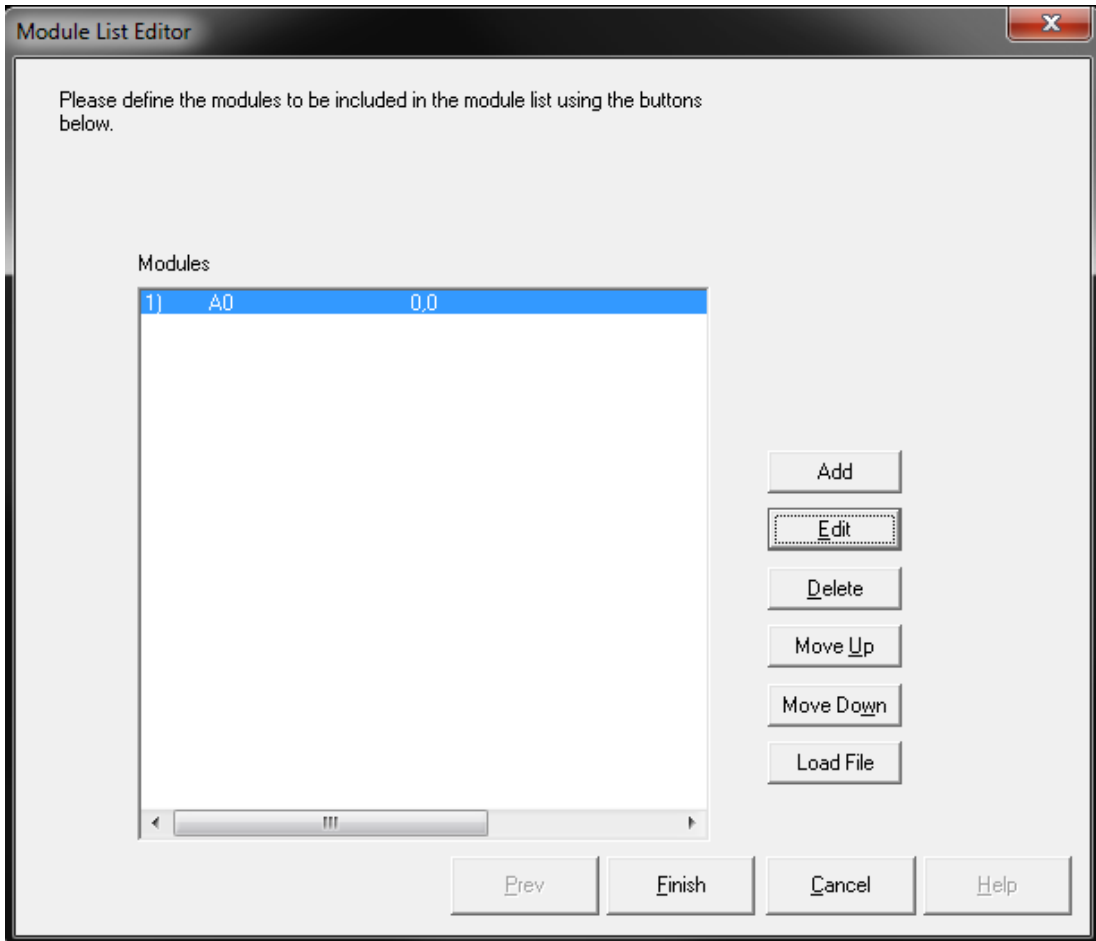 Module List Editor
Please define the modules to be included in the module list using the buttons
below.
Modules
1) A0 0,0
Add
Edit
Delete
Move Up
Move Down
Load File
Prev Finish Cancel Help